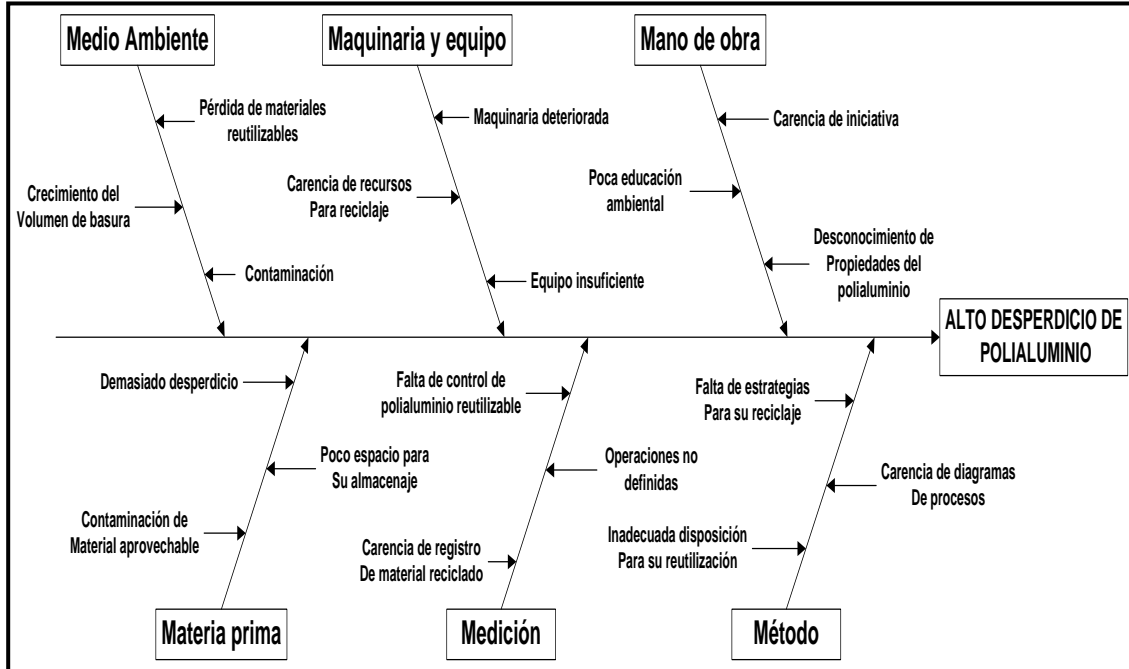 Medio Ambiente
Maquinaria y equipo
Mano de obra
Pérdida de materiales
reutilizables
Crecimiento del
Volumen de basura
Contaminación
Maquinaria deteriorada
Carencia de recursos
Para reciclaje
Equipo insuficiente
Carencia de iniciativa
Poca educación
ambiental
Desconocimiento de
Propiedades del
polialuminio
ALTO DESPERDICIO DE
POLIALUMINIO
Demasiado desperdicio
Poco espacio para
Su almacenaje
Contaminación de
Material aprovechable
Falta de control de
polialuminio reutilizable
Operaciones no
definidas
Carencia de registro
De material reciclado
Falta de estrategias
Para su reciclaje
Carencia de diagramas
De procesos
Inadecuada disposición
Para su reutilización
Materia prima
Medición
Método